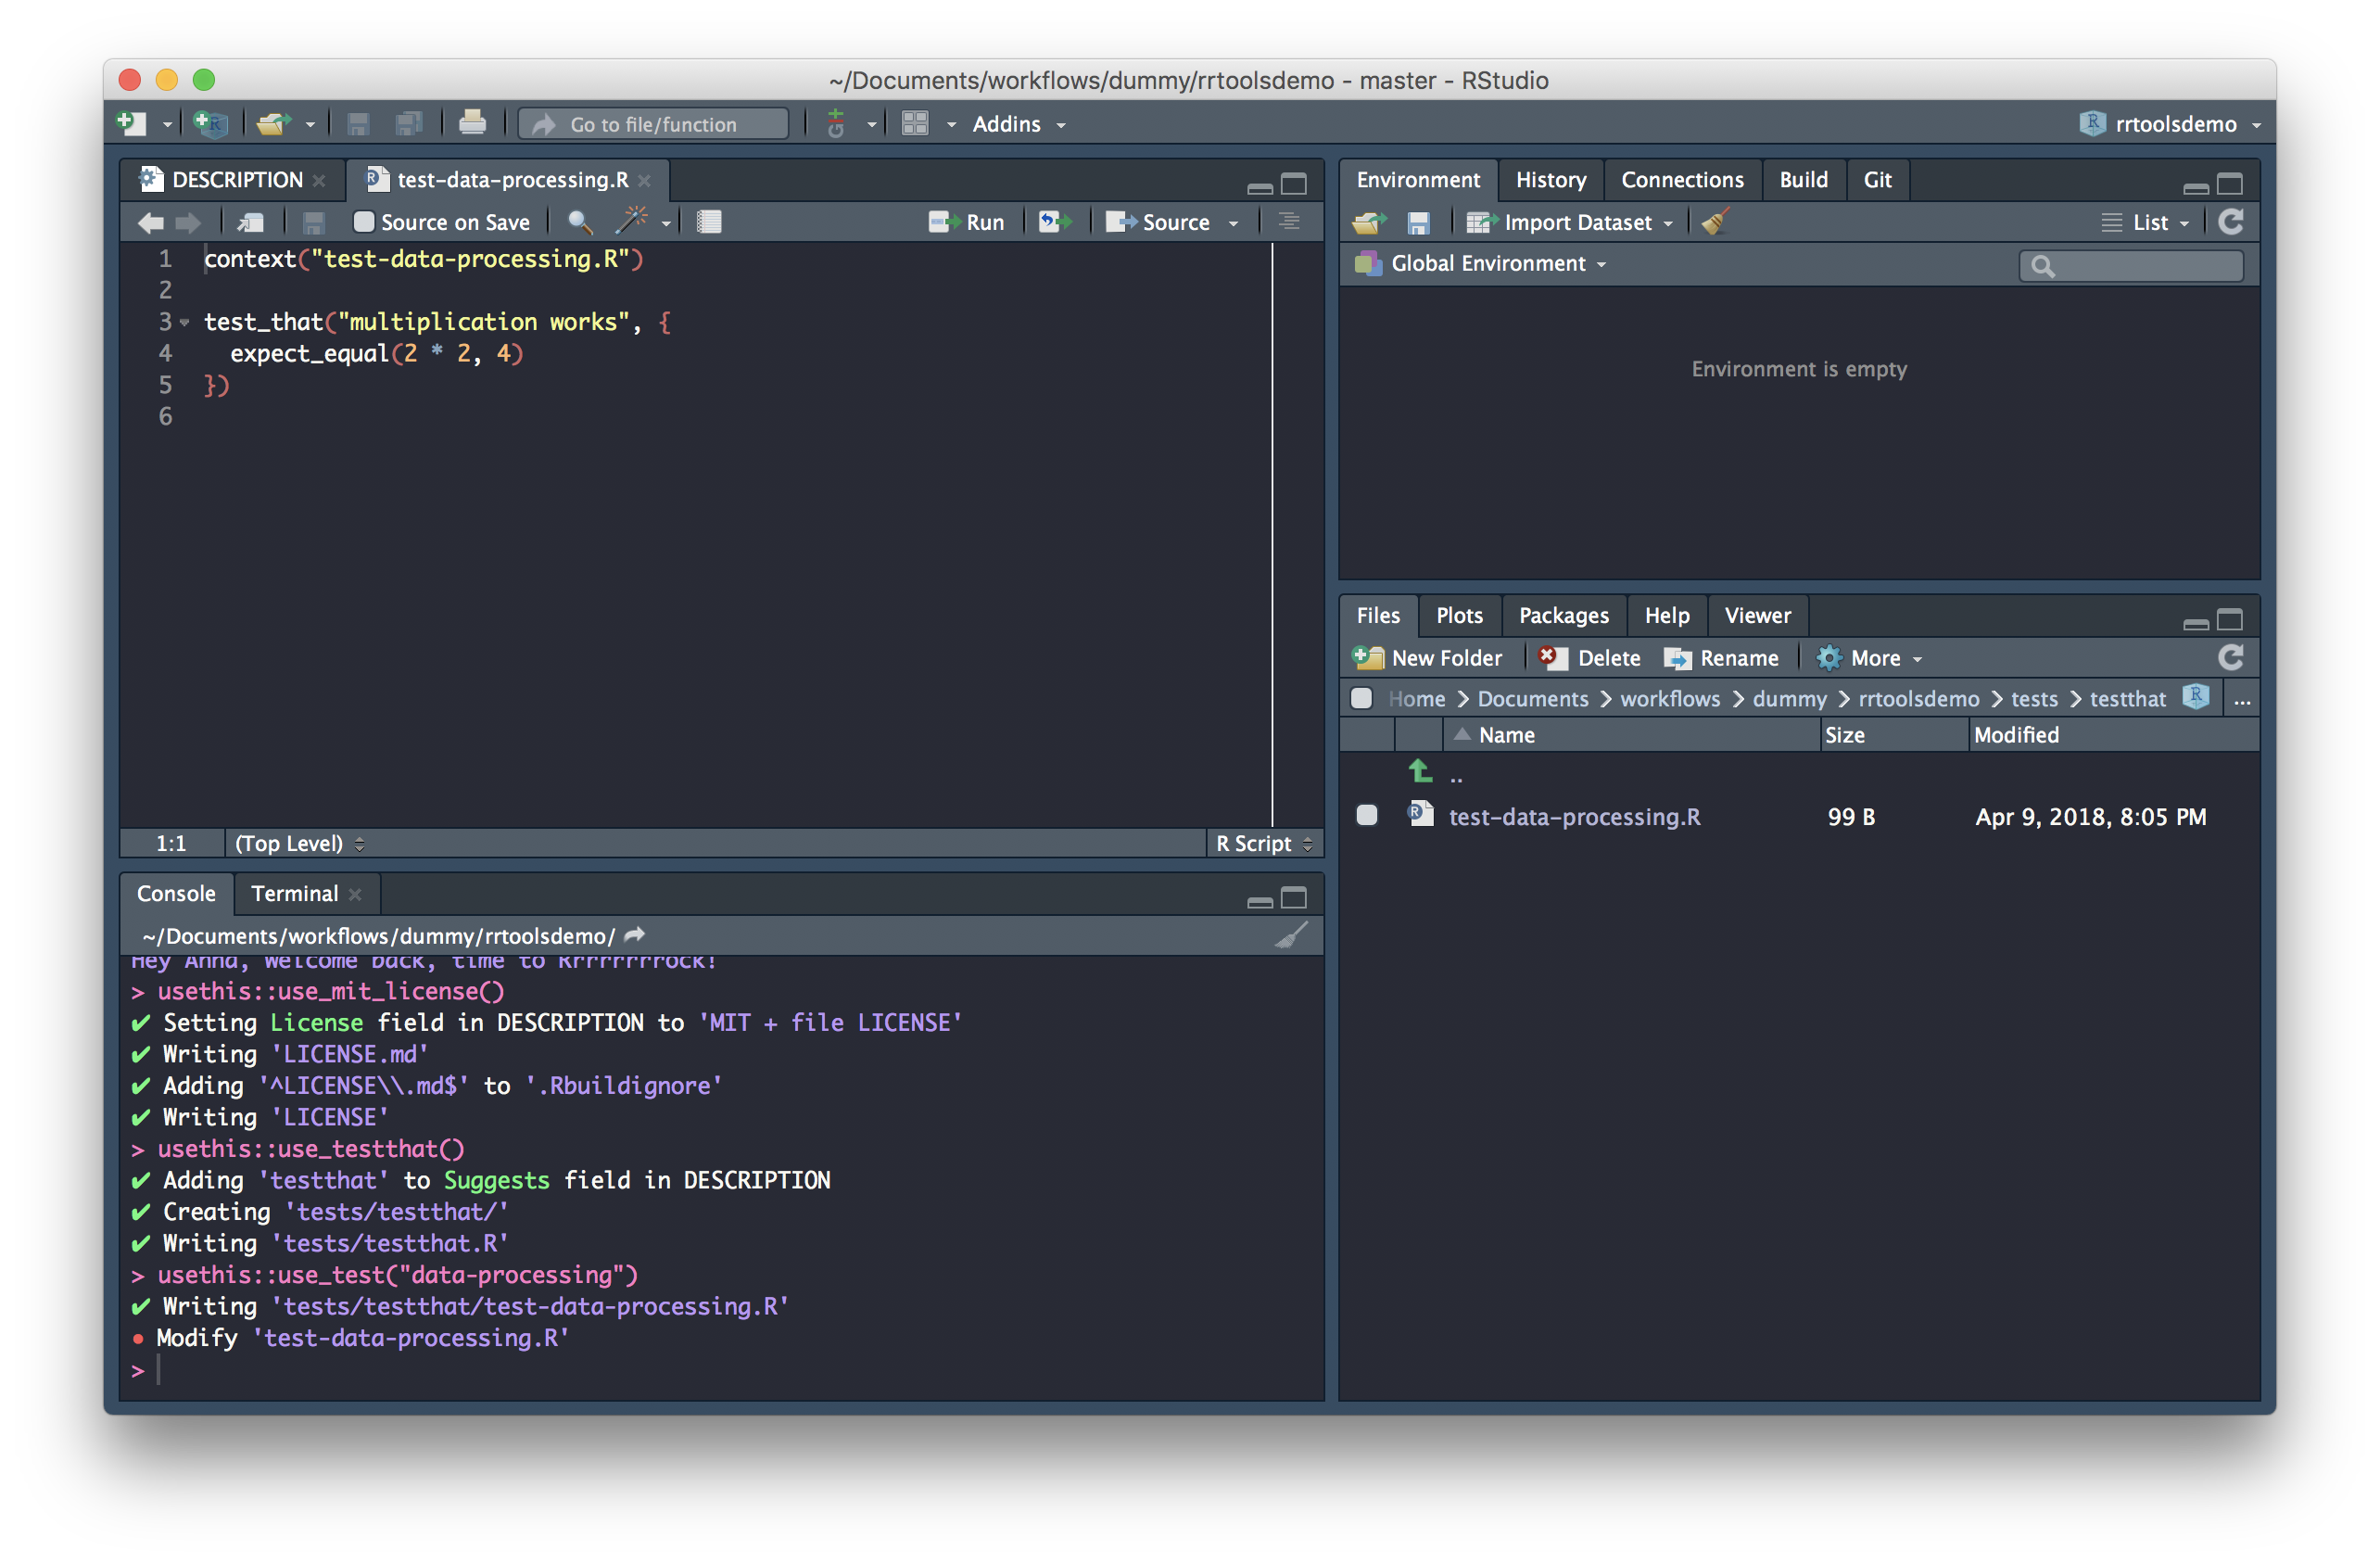 ~/Documents/workflows/dummy/rrtoolsdemo - master - RStudio
Go to file/function
Addins
rrtoolsdemo
DESCRIPTION
test-data-processing.R
Source on Save
Run
Source
1 context("test-data-processing.R")
2
3 test_that("multiplication works", {
4   expect_equal(2 * 2, 4)
5 })
6
1:1
(Top Level)
R Script
Console
Terminal
~/Documents/workflows/dummy/rrtoolsdemo/
Hey Anna, Welcome back, time to Rrrrrrrrock!
> usethis::use_mit_license()
✔ Setting License field in DESCRIPTION to 'MIT + file LICENSE'
✔ Writing 'LICENSE.md'
✔ Adding '^LICENSE\\.md$' to '.Rbuildignore'
✔ Writing 'LICENSE'
> usethis::use_testthat()
✔ Adding 'testthat' to Suggests field in DESCRIPTION
✔ Creating 'tests/testthat/'
✔ Writing 'tests/testthat.R'
> usethis::use_test("data-processing")
✔ Writing 'tests/testthat/test-data-processing.R'
● Modify 'test-data-processing.R'
>
Environment
History
Connections
Build
Git
Import Dataset
List
Global Environment
Environment is empty
Files
Plots
Packages
Help
Viewer
New Folder
Delete
Rename
More
Home > Documents > workflows > dummy > rrtoolsdemo > tests > testthat
...
Name Size Modified
..
test-data-processing.R 99 B Apr 9, 2018, 8:05 PM